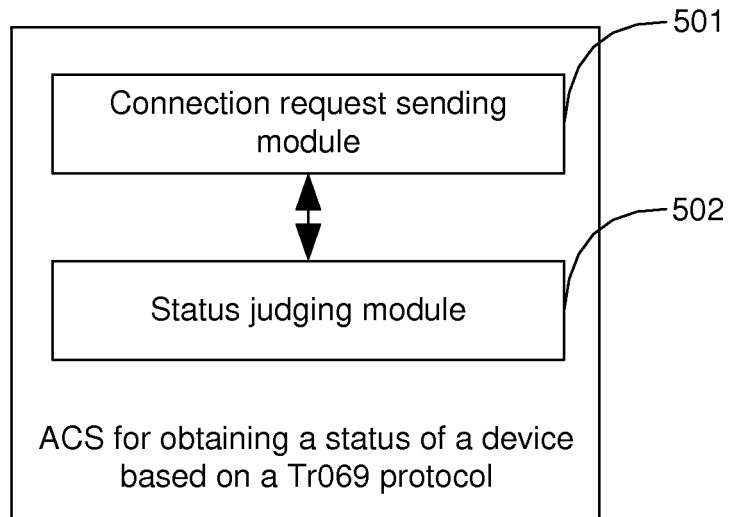 501
Connection request sending
module
502
Status judging module
ACS for obtaining a status of a device
based on a Tr069 protocol